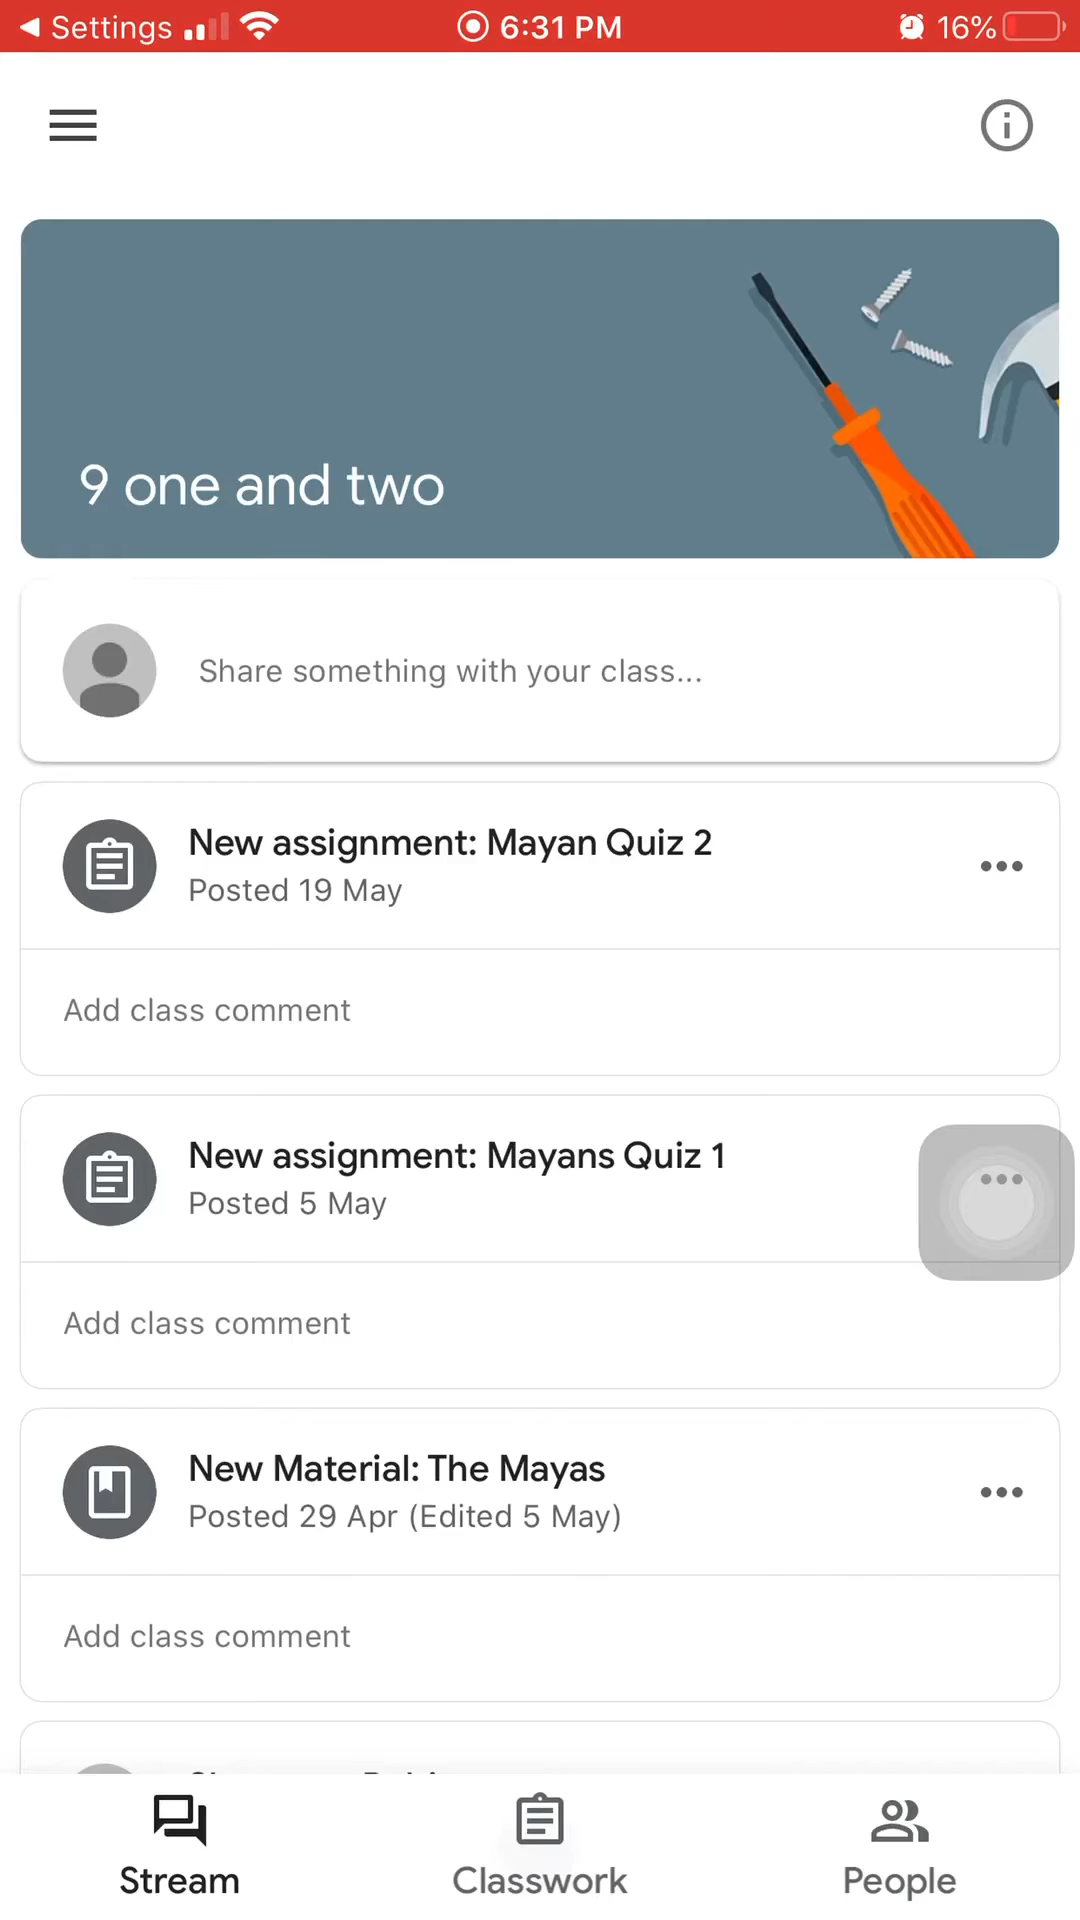 Settings 6:31 PM 16%
9 one and two
Share something with your class...
New assignment: Mayan Quiz 2
Posted 19 May
Add class comment
New assignment: Mayans Quiz 1
Posted 5 May
Add class comment
New Material: The Mayas
Posted 29 Apr (Edited 5 May)
Add class comment
Stream Classwork People